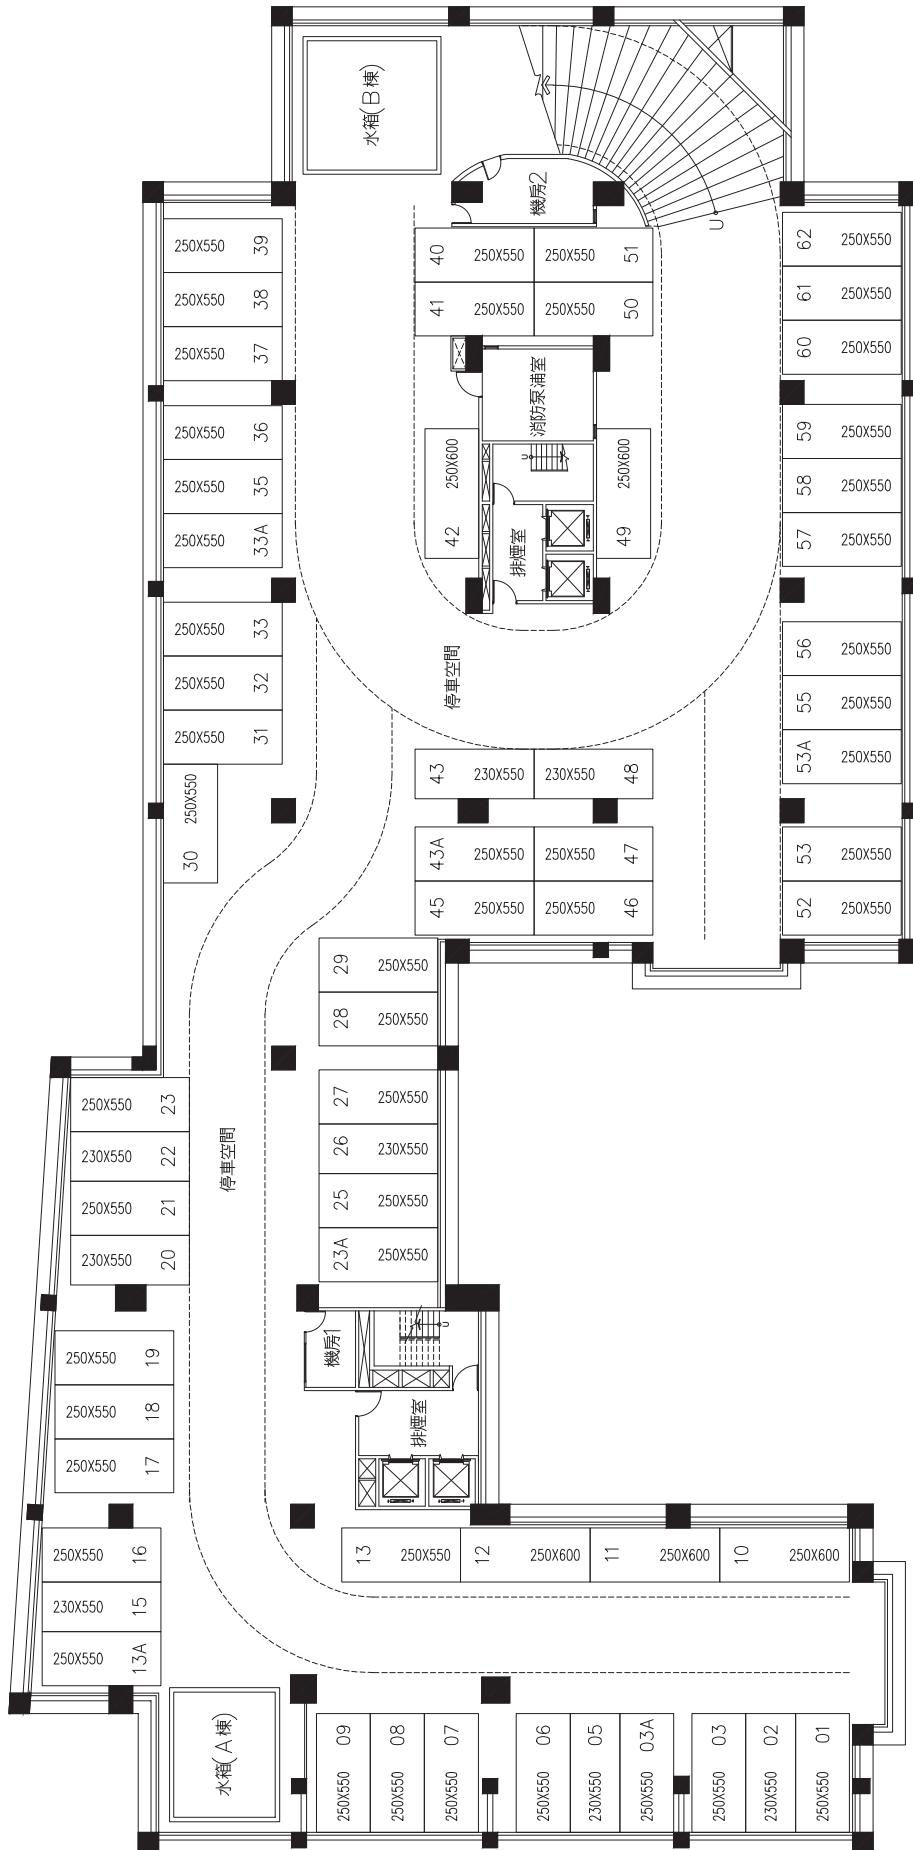 水箱(B棟)
機房2
U
39 250X550
38 250X550
37 250X550
36 250X550
35 250X550
33A 250X550
33 250X550
32 250X550
31 250X550
30 250X550
40 250X550
41 250X550
51 250X550
50 250X550
消防泵浦室
U
排煙室
42 250X600
49 250X600
停車空間
62 250X550
61 250X550
60 250X550
59 250X550
58 250X550
57 250X550
56 250X550
55 250X550
53A 250X550
53 250X550
52 250X550
43 230X550
48 230X550
43A 250X550
47 250X550
45 250X550
46 250X550
29 250X550
28 250X550
27 250X550
26 230X550
25 250X550
23A 250X550
停車空間
23 250X550
22 230X550
21 250X550
20 230X550
19 250X550
18 250X550
17 250X550
16 250X550
15 230X550
13A 250X550
機房1
U
排煙室
13 250X550
12 250X600
11 250X600
10 250X600
水箱(A棟)
09 250X550
08 250X550
07 250X550
06 250X550
05 230X550
03A 250X550
03 250X550
02 230X550
01 250X550